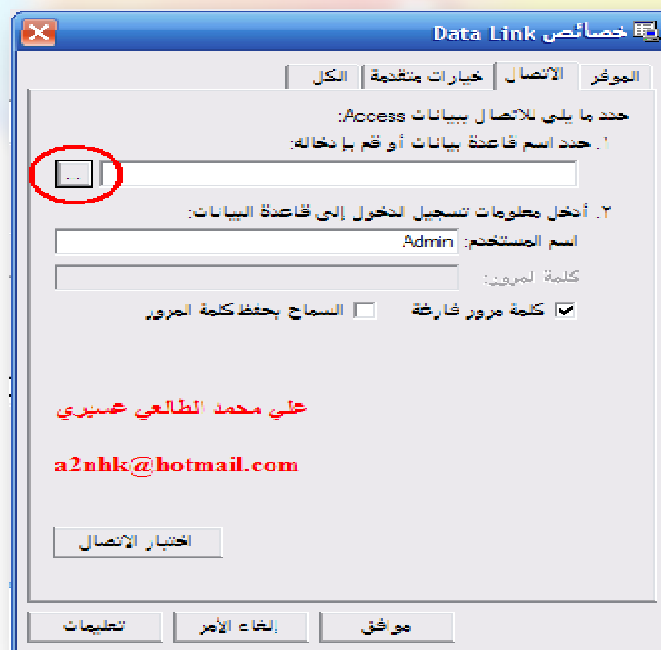 خصائص Data Link
الموفر الاتصال خيارات متقدمة الكل
حدد ما يلي للاتصال ببيانات Access:
١. حدد اسم قاعدة بيانات أو قم بإدخاله:
...
٢. أدخل معلومات تسجيل الدخول إلى قاعدة البيانات:
اسم المستخدم: Admin
كلمة المرور:
كلمة مرور فارغة السماح بحفظ كلمة المرور
علي محمد الطالعي عسيري
a2nhk@hotmail.com
اختبار الاتصال
موافق إلغاء الأمر تعليمات